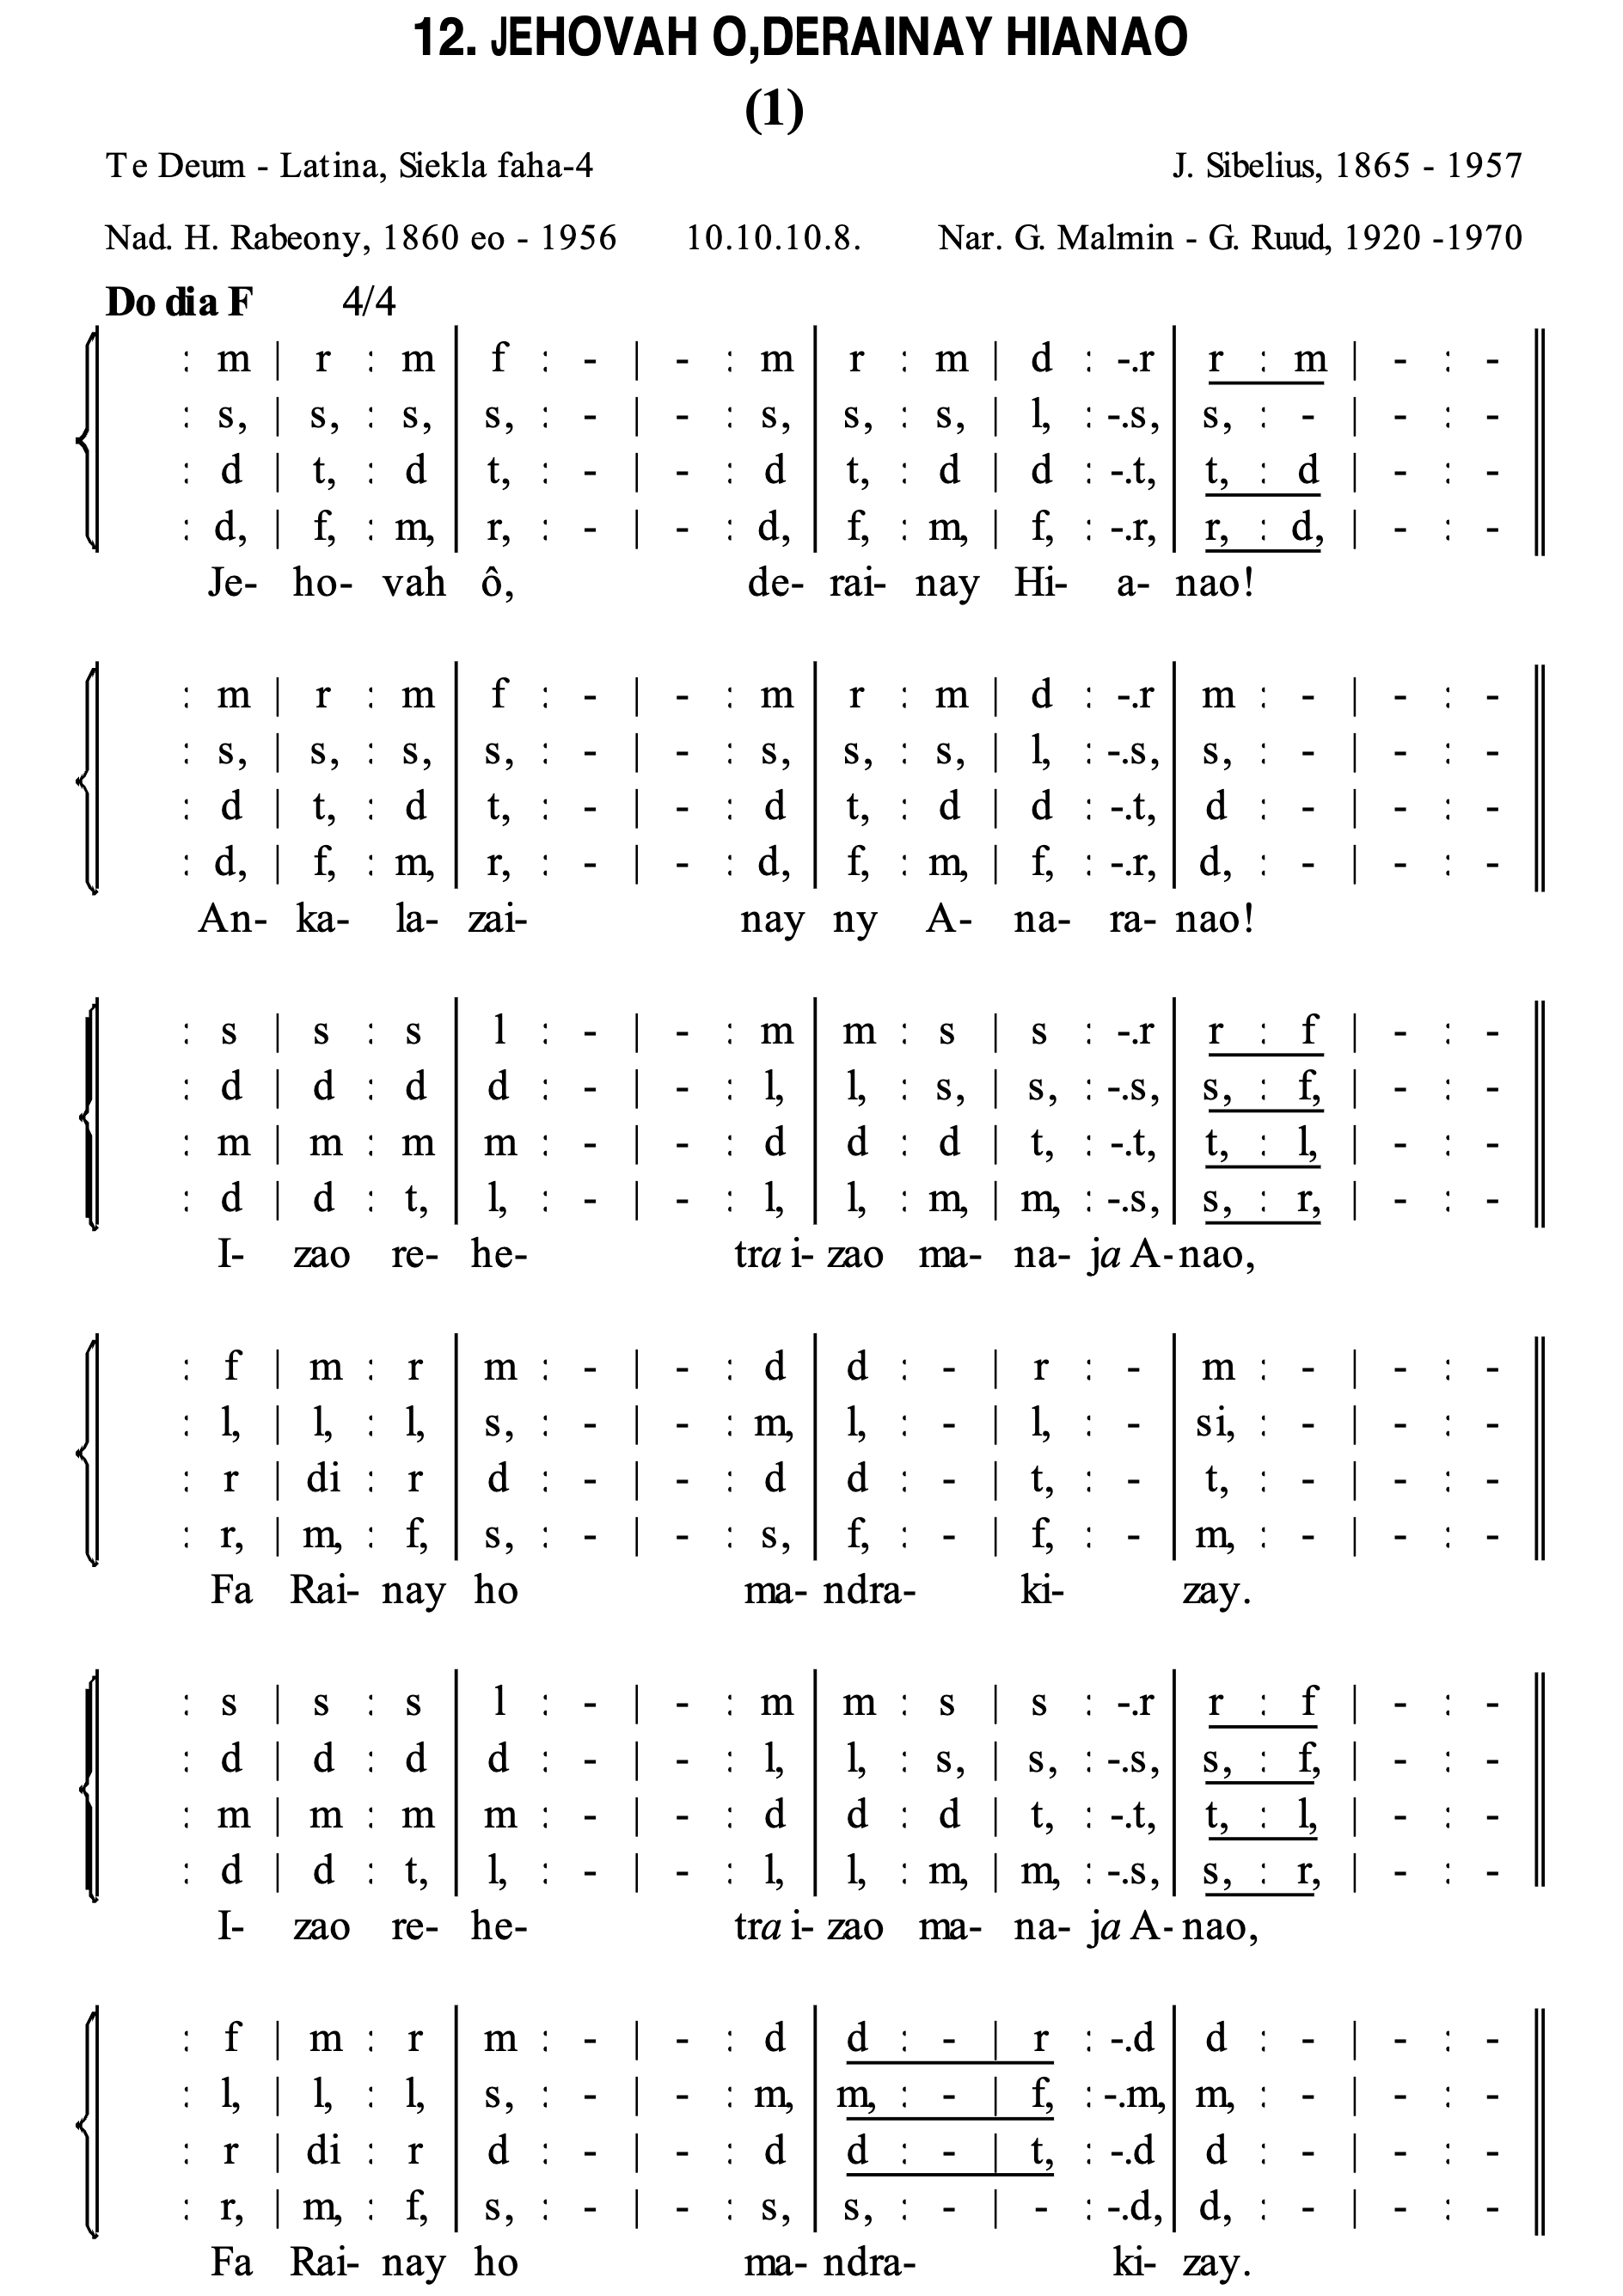 12. JEHOVAH O,DERAINAY HIANAO
(1)
Te Deum - Latina, Siekla faha-4 J. Sibelius, 1865 - 1957
Nad. H. Rabeony, 1860 eo - 1956 10.10.10.8. Nar. G. Malmin - G. Ruud, 1920 -1970
Do dia F 4/4
: m | r : m | f : - | - : m | r : m | d : -.r | r : m | - : - ||
: s, | s, : s, | s, : - | - : s, | s, : s, | l, : -.s, | s, : - | - : - ||
: d | t, : d | t, : - | - : d | t, : d | d : -.t, | t, : d | - : - ||
: d, | f, : m, | r, : - | - : d, | f, : m, | f, : -.r, | r, : d, | - : - ||
Je- ho- vah ô, de- rai- nay Hi- a- nao!
: m | r : m | f : - | - : m | r : m | d : -.r | m : - | - : - ||
: s, | s, : s, | s, : - | - : s, | s, : s, | l, : -.s, | s, : - | - : - ||
: d | t, : d | t, : - | - : d | t, : d | d : -.t, | d : - | - : - ||
: d, | f, : m, | r, : - | - : d, | f, : m, | f, : -.r, | d, : - | - : - ||
An- ka- la- zai- nay ny A- na- ra- nao!
: s | s : s | l : - | - : m | m : s | s : -.r | r : f | - : - ||
: d | d : d | d : - | - : l, | l, : s, | s, : -.s, | s, : f, | - : - ||
: m | m : m | m : - | - : d | d : d | t, : -.t, | t, : l, | - : - ||
: d | d : t, | l, : - | - : l, | l, : m, | m, : -.s, | s, : r, | - : - ||
I- zao re- he- tra i- zao ma- na- ja A- nao,
: f | m : r | m : - | - : d | d : - | r : - | m : - | - : - ||
: l, | l, : l, | s, : - | - : m, | l, : - | l, : - | si, : - | - : - ||
: r | di : r | d : - | - : d | d : - | t, : - | t, : - | - : - ||
: r, | m, : f, | s, : - | - : s, | f, : - | f, : - | m, : - | - : - ||
Fa Rai- nay ho ma- ndra- ki- zay.
: s | s : s | l : - | - : m | m : s | s : -.r | r : f | - : - ||
: d | d : d | d : - | - : l, | l, : s, | s, : -.s, | s, : f, | - : - ||
: m | m : m | m : - | - : d | d : d | t, : -.t, | t, : l, | - : - ||
: d | d : t, | l, : - | - : l, | l, : m, | m, : -.s, | s, : r, | - : - ||
I- zao re- he- tra i- zao ma- na- ja A- nao,
: f | m : r | m : - | - : d | d : - | r : -.d | d : - | - : - ||
: l, | l, : l, | s, : - | - : m, | m, : - | f, : -.m, | m, : - | - : - ||
: r | di : r | d : - | - : d | d : - | t, : -.d | d : - | - : - ||
: r, | m, : f, | s, : - | - : s, | s, : - | - : -.d, | d, : - | - : - ||
Fa Rai- nay ho ma- ndra- ki- zay.